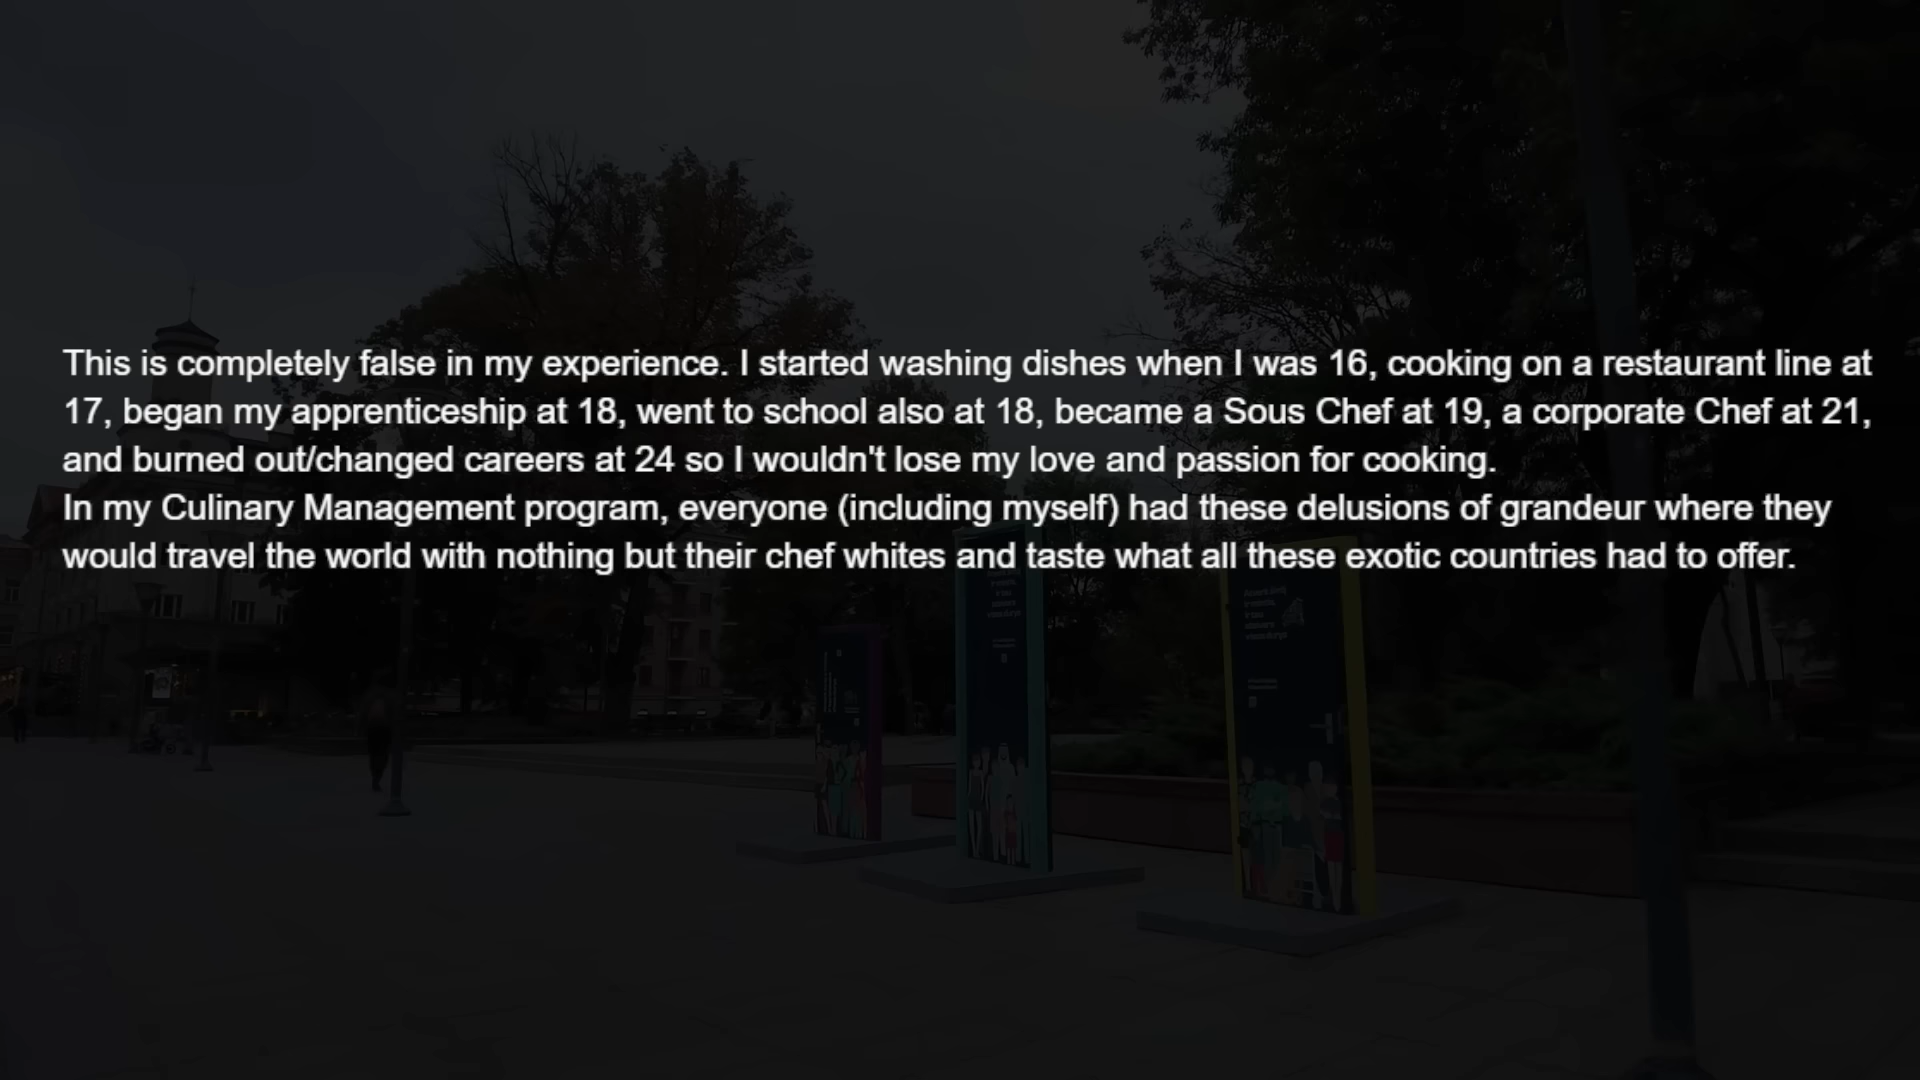 This is completely false in my experience. I started washing dishes when I was 16, cooking on a restaurant line at
17, began my apprenticeship at 18, went to school also at 18, became a Sous Chef at 19, a corporate Chef at 21,
and burned out/changed careers at 24 so I wouldn't lose my love and passion for cooking.
In my Culinary Management program, everyone (including myself) had these delusions of grandeur where they
would travel the world with nothing but their chef whites and taste what all these exotic countries had to offer.